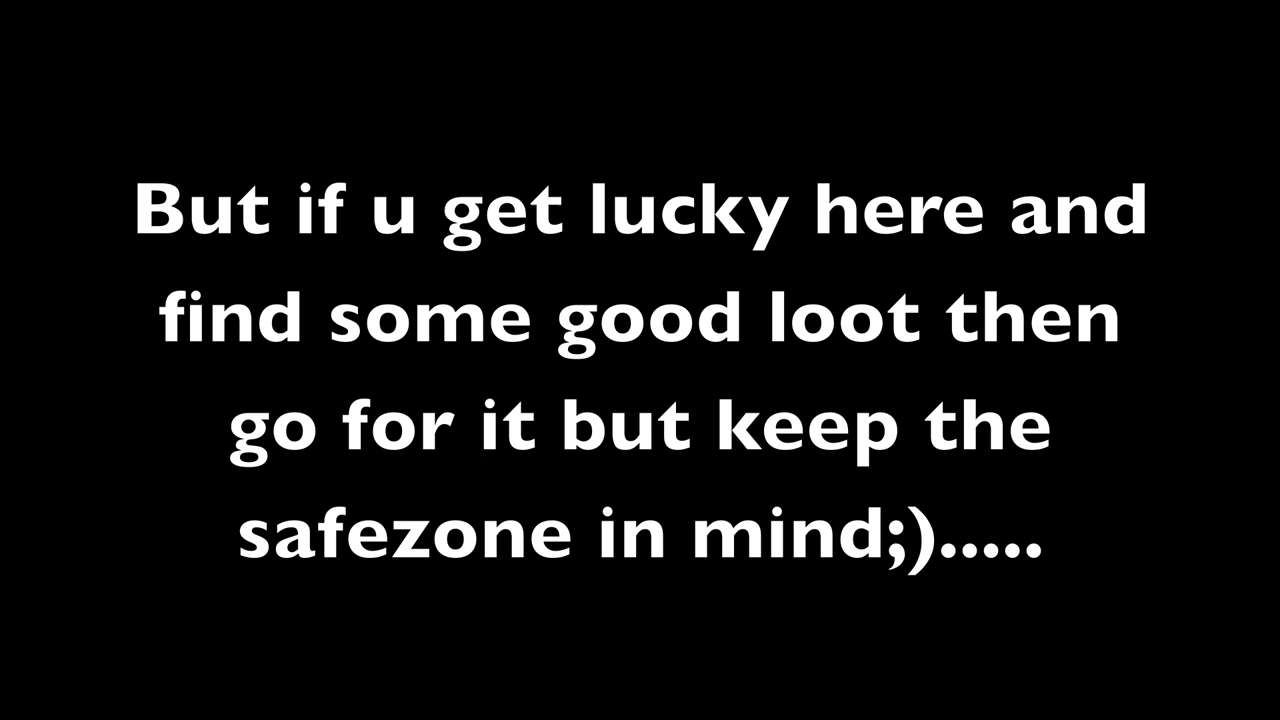 But if u get lucky here and
find some good loot then
go for it but keep the
safezone in mind;).....